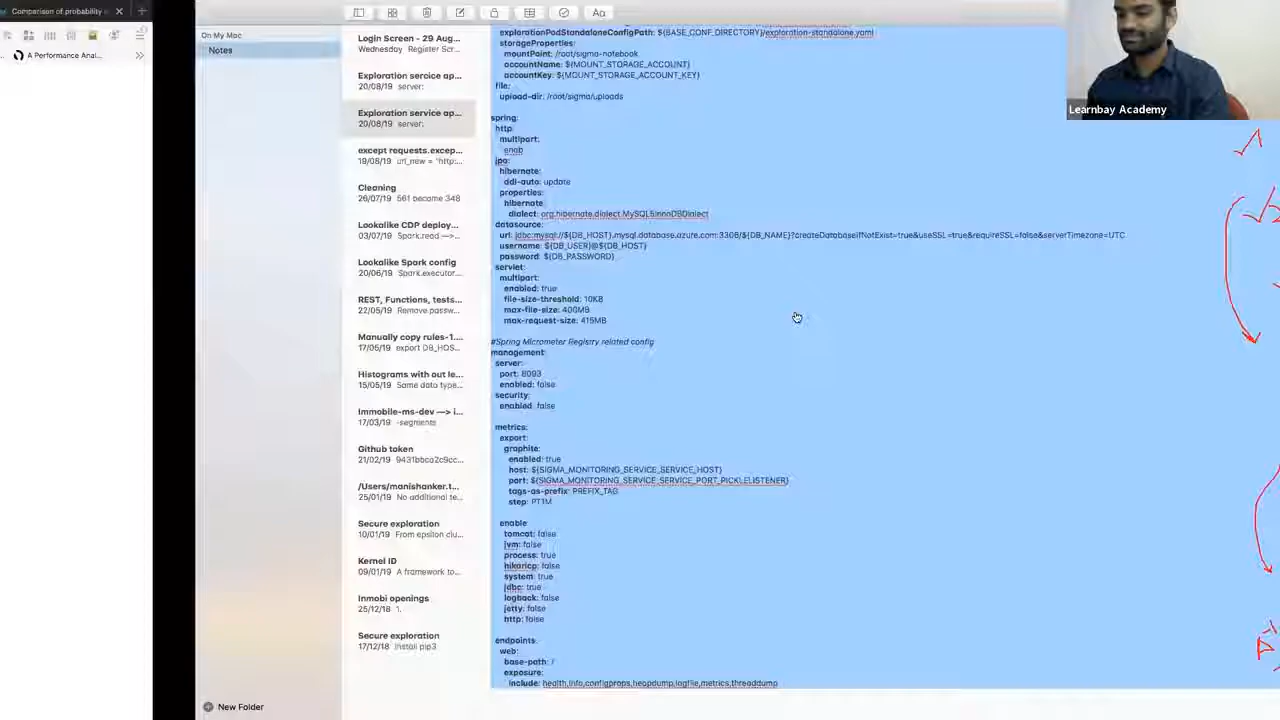 Comparison of probability
A Performance Anal...
On My Mac
Notes
New Folder
Login Screen - 29 Aug...
Wednesday Register Scr...
Exploration service ap...
20/08/19 server:
Exploration service ap...
20/08/19 server:
except requests.excep...
19/08/19 url_new = "http:...
Cleaning
26/07/19 561 became 348
Lookalike CDP deploy...
03/07/19 Spark.read —>...
Lookalike Spark config
20/06/19 Spark.executor...
REST, Functions, tests...
22/05/19 Remove passw...
Manually copy rules-1....
17/05/19 export DB_HOS...
Histograms with out le...
15/05/19 Same data type...
Immobile-ms-dev —> i...
17/03/19 -segments
Github token
21/02/19
/Users/manishanker.t...
25/01/19 No additional te...
Secure exploration
10/01/19 From epsilon clu...
Kernel ID
09/01/19 A framework to...
Inmobi openings
25/12/18 1.
Secure exploration
17/12/18 Install pip3
explorationPodStandaloneConfigPath: ${BASE_CONF_DIRECTORY}/exploration-standalone.yaml
storageProperties:
mountPoint: /root/sigma-notebook
accountName: ${MOUNT_STORAGE_ACCOUNT}
accountKey: ${MOUNT_STORAGE_ACCOUNT_KEY}
file:
upload-dir: /root/sigma/uploads
spring:
http:
multipart:
enab
jpa:
hibernate:
ddl-auto: update
properties:
hibernate:
dialect: org.hibernate.dialect.MySQL5InnoDBDialect
datasource:
url: jdbc:mysql://${DB_HOST}.mysql.database.azure.com:3306/${DB_NAME}?createDatabaseIfNotExist=true&useSSL=true&requireSSL=false&serverTimezone=UTC
username: ${DB_USER}@${DB_HOST}
password: ${DB_PASSWORD}
servlet:
multipart:
enabled: true
file-size-threshold: 10KB
max-file-size: 400MB
max-request-size: 415MB
#Spring Micrometer Registry related config
management:
server:
port: 8093
enabled: false
security:
enabled: false
metrics:
export:
graphite:
enabled: true
host: ${SIGMA_MONITORING_SERVICE_SERVICE_HOST}
port: ${SIGMA_MONITORING_SERVICE_SERVICE_PORT_PICKLELISTENER}
tags-as-prefix: PREFIX_TAG
step: PT1M
enable:
tomcat: false
jvm: false
process: true
hikaricp: false
system: true
jdbc: true
logback: false
jetty: false
http: false
endpoints:
web:
base-path: /
exposure:
include: health,info,configprops,heapdump,logfile,metrics,threaddump
Learnbay Academy